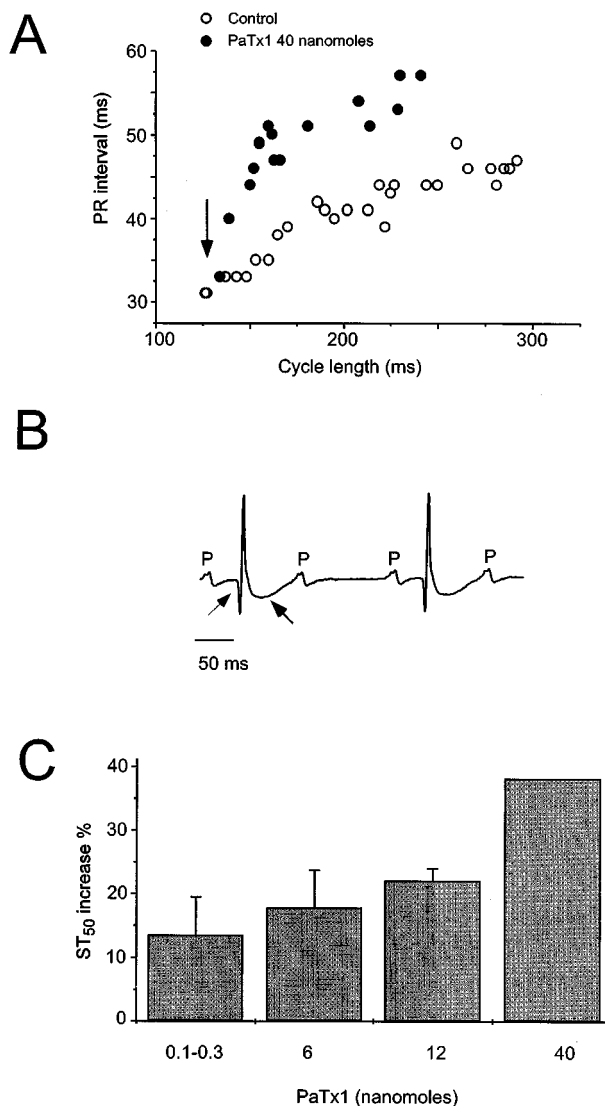 A
Control
PaTx1 40 nanomoles
60
50
40
30
PR interval (ms)
100 200 300
Cycle length (ms)
B
P P P P
50 ms
C
40
30
20
10
0
ST50 increase %
0.1-0.3 6 12 40
PaTx1 (nanomoles)